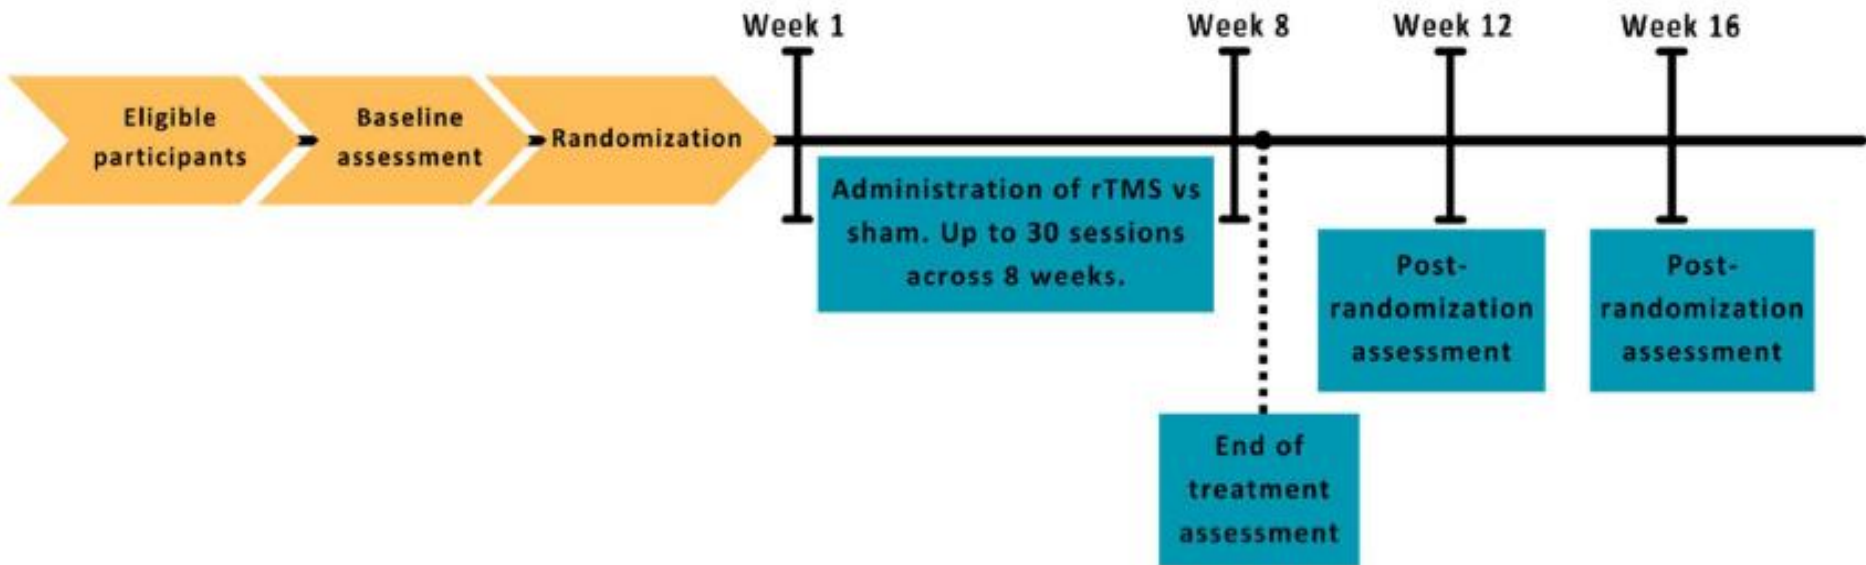 Week 1
Week 8
Week 12
Week 16
Eligible
participants
Baseline
assessment
Randomization
Administration of rTMS vs
sham. Up to 30 sessions
across 8 weeks.
Post-
randomization
assessment
Post-
randomization
assessment
End of
treatment
assessment